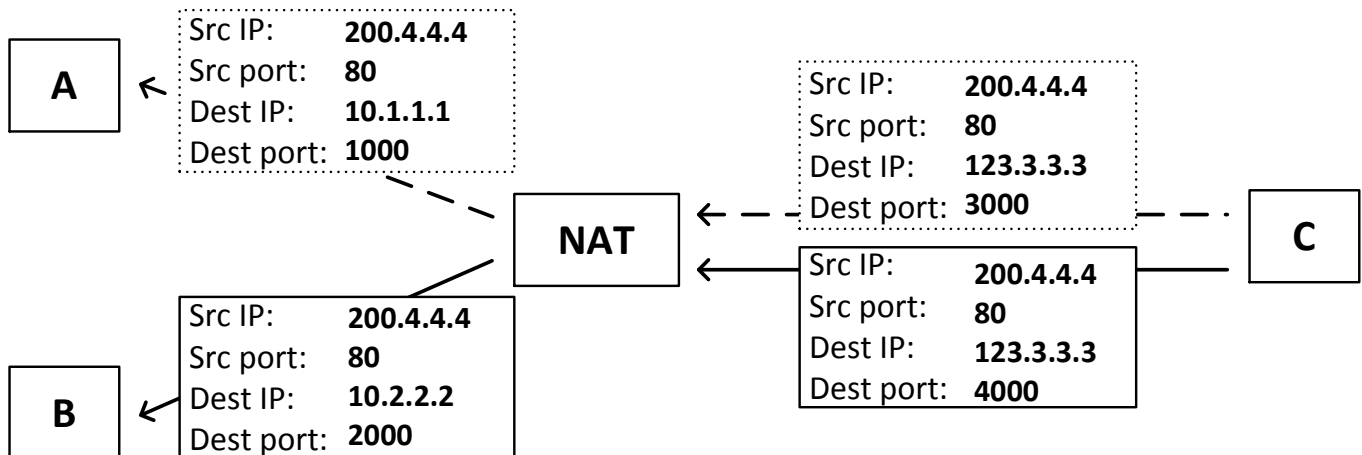 A
Src IP: 200.4.4.4
Src port: 80
Dest IP: 10.1.1.1
Dest port: 1000
Src IP: 200.4.4.4
Src port: 80
Dest IP: 123.3.3.3
Dest port: 3000
NAT
C
Src IP: 200.4.4.4
Src port: 80
Dest IP: 123.3.3.3
Dest port: 4000
B
Src IP: 200.4.4.4
Src port: 80
Dest IP: 10.2.2.2
Dest port: 2000